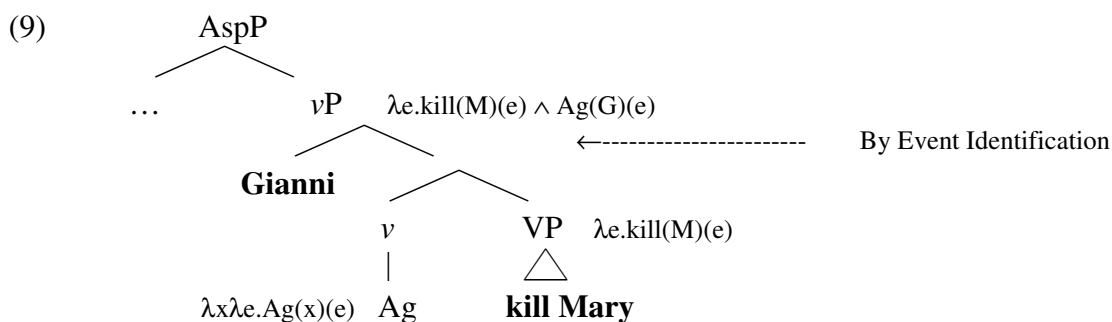 (9) AspP
… vP λe.kill(M)(e) ∧ Ag(G)(e)
←----------------------- By Event Identification
Gianni
v VP λe.kill(M)(e)
λxλe.Ag(x)(e) Ag kill Mary